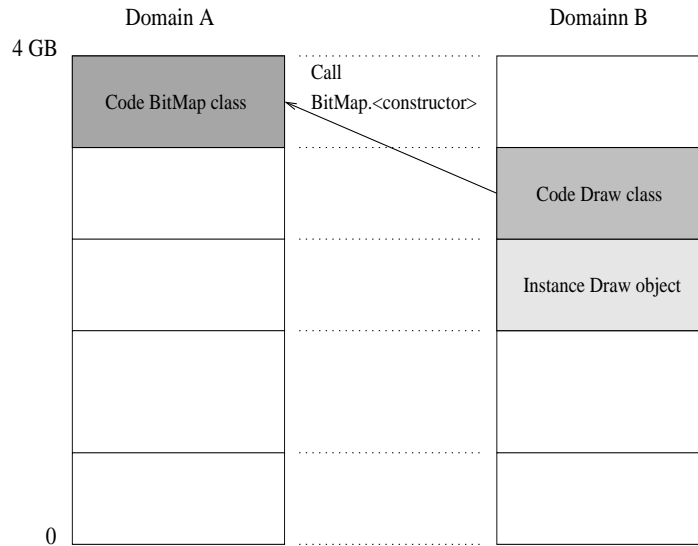 Domain A
Domainn B
4 GB
Call
BitMap.<constructor>
Code BitMap class
Code Draw class
Instance Draw object
0